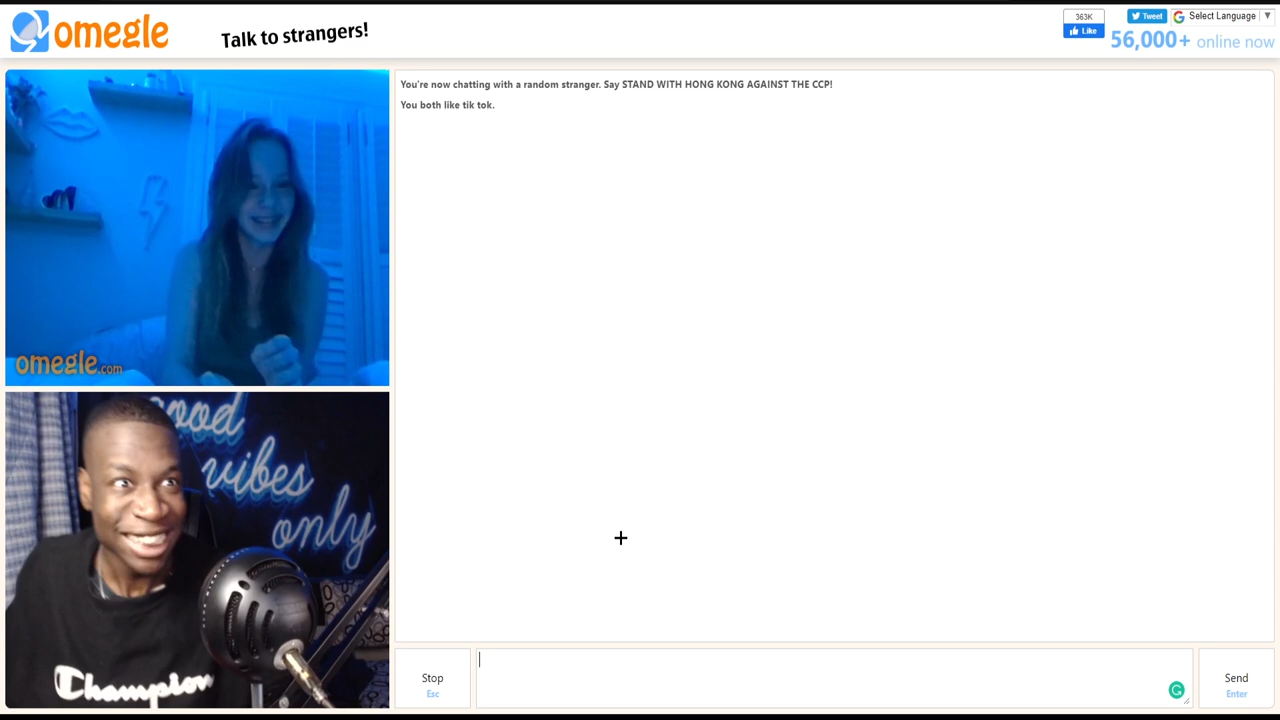 omegle
Talk to strangers!
363K
Like
Tweet
G Select Language ▼
56,000+ online now
You're now chatting with a random stranger. Say STAND WITH HONG KONG AGAINST THE CCP!
You both like tik tok.
omegle.com
good
vibes
only
Champion
Stop
Esc
Send
Enter